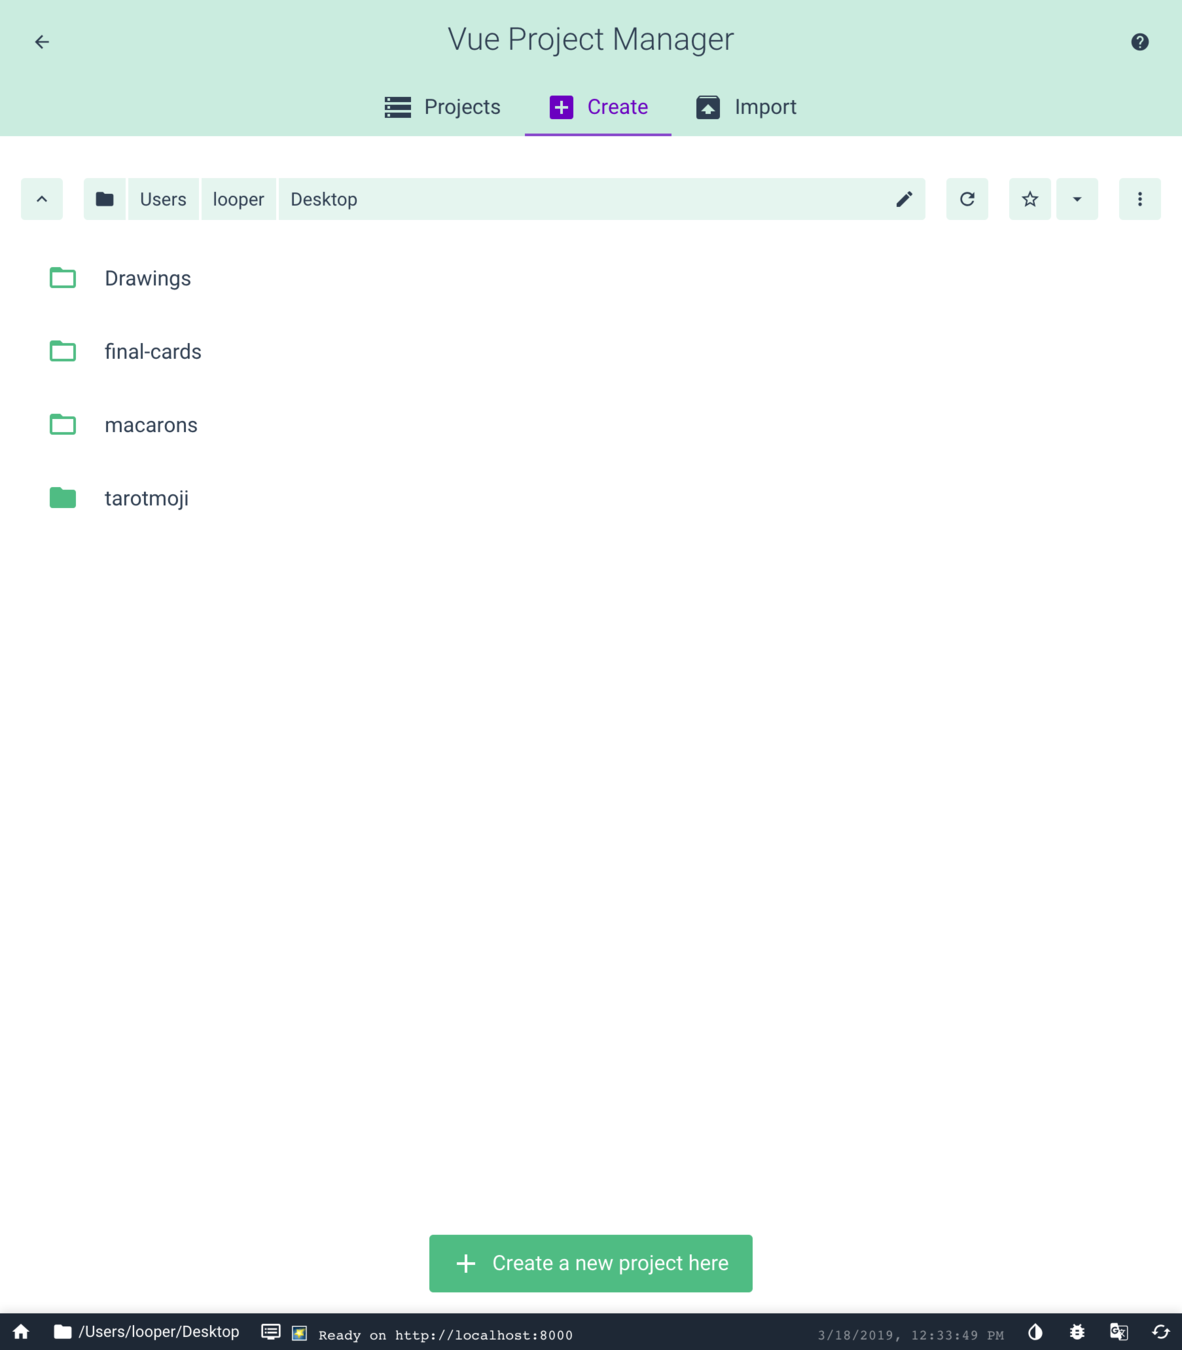 Vue Project Manager
Projects Create Import
Users looper Desktop
Drawings
final-cards
macarons
tarotmoji
Create a new project here
/Users/looper/Desktop Ready on http://localhost:8000 3/18/2019, 12:33:49 PM